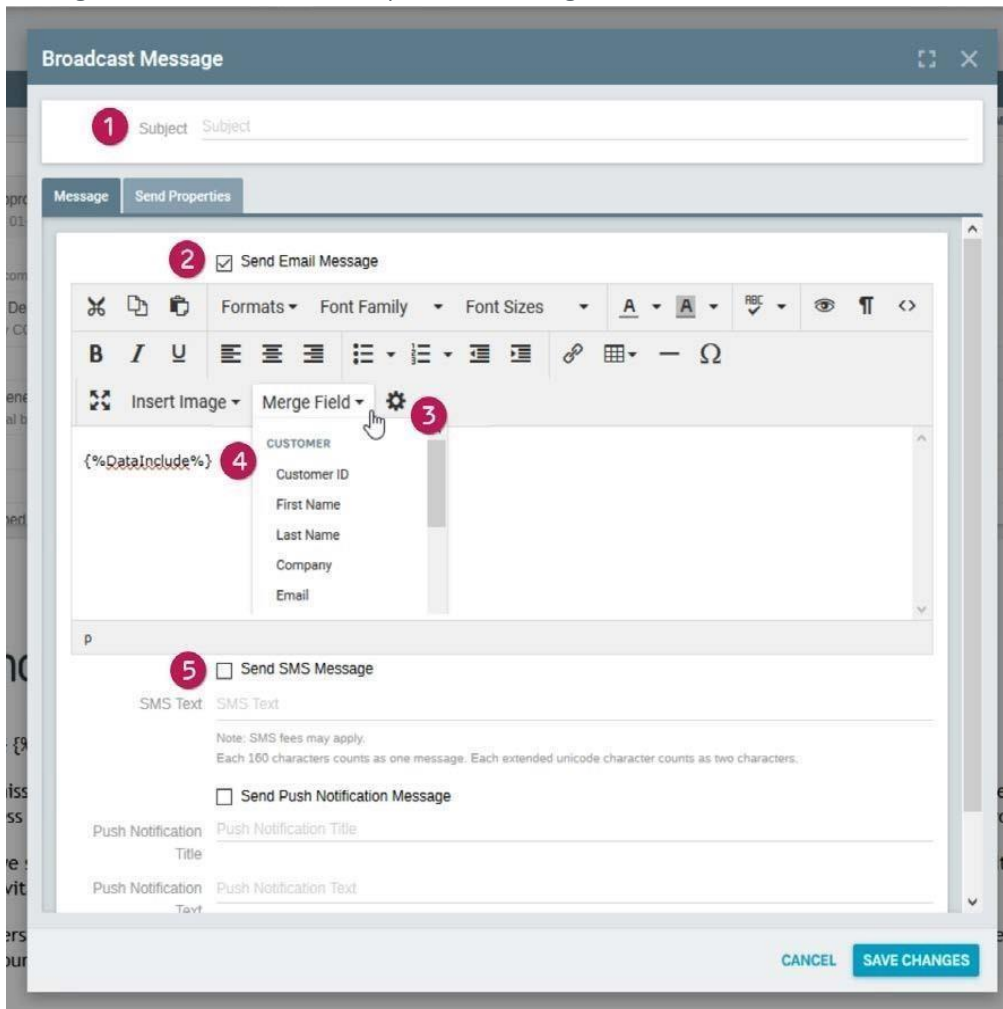 Broadcast Message
1 Subject Subject
Message Send Properties
2 Send Email Message
Formats Font Family Font Sizes A A ABC ¶ <>
B I U Ω
Insert Image Merge Field 3
CUSTOMER
{%DataInclude%} 4
Customer ID
First Name
Last Name
Company
Email
p
5 Send SMS Message
SMS Text SMS Text
Note: SMS fees may apply.
Each 160 characters counts as one message. Each extended unicode character counts as two characters.
Send Push Notification Message
Push Notification Title Push Notification Title
Push Notification Text Push Notification Text
CANCEL SAVE CHANGES